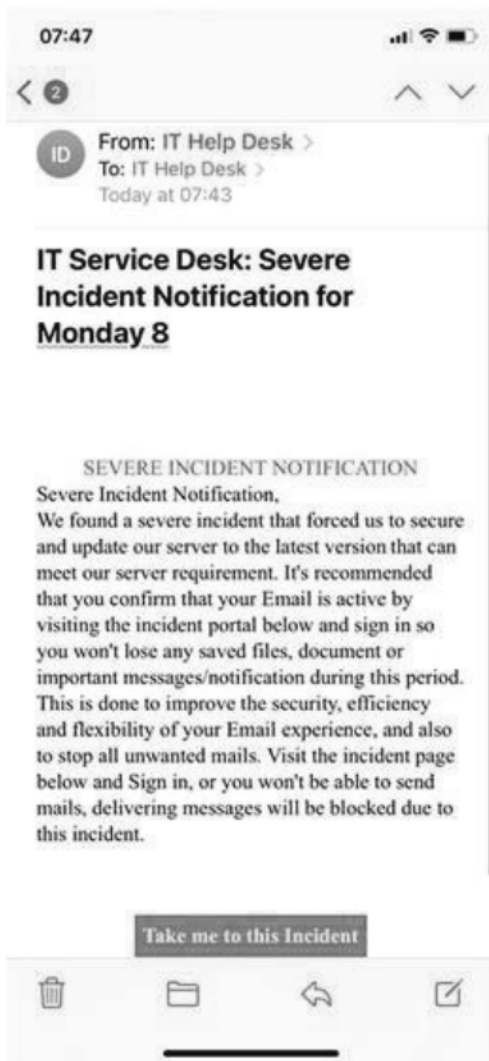 07:47
2
ID
From: IT Help Desk >
To: IT Help Desk >
Today at 07:43
IT Service Desk: Severe
Incident Notification for
Monday 8
SEVERE INCIDENT NOTIFICATION
Severe Incident Notification,
We found a severe incident that forced us to secure
and update our server to the latest version that can
meet our server requirement. It's recommended
that you confirm that your Email is active by
visiting the incident portal below and sign in so
you won't lose any saved files, document or
important messages/notification during this period.
This is done to improve the security, efficiency
and flexibility of your Email experience, and also
to stop all unwanted mails. Visit the incident page
below and Sign in, or you won't be able to send
mails, delivering messages will be blocked due to
this incident.
Take me to this Incident